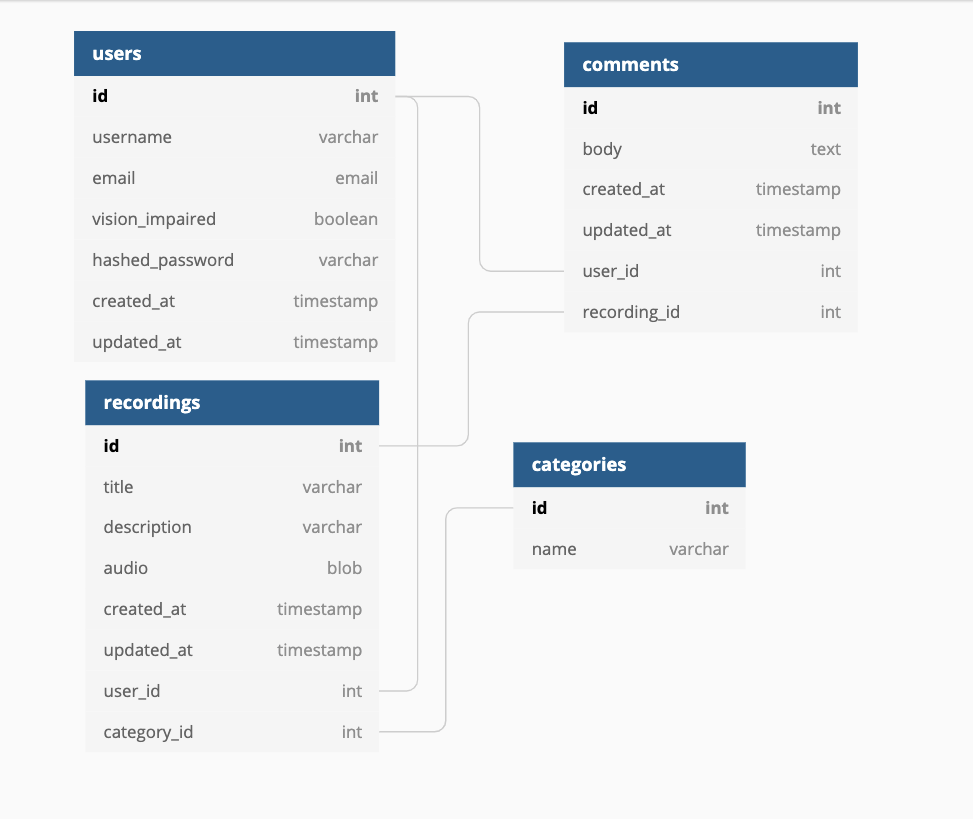 users
id int
username varchar
email email
vision_impaired boolean
hashed_password varchar
created_at timestamp
updated_at timestamp
comments
id int
body text
created_at timestamp
updated_at timestamp
user_id int
recording_id int
recordings
id int
title varchar
description varchar
audio blob
created_at timestamp
updated_at timestamp
user_id int
category_id int
categories
id int
name varchar